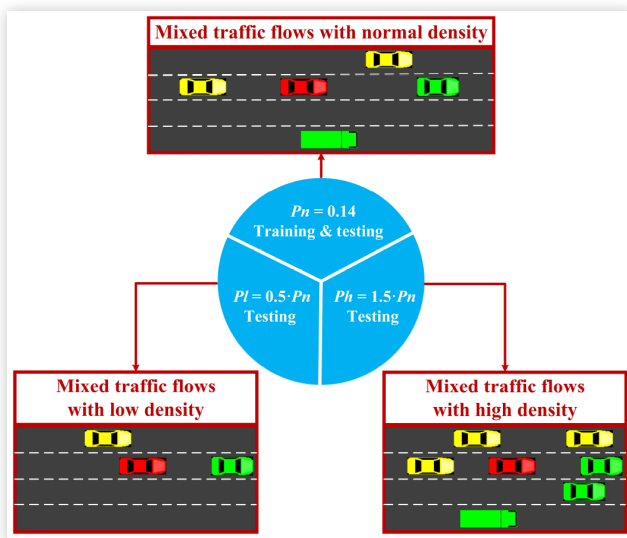 Mixed traffic flows with normal density
Pn = 0.14
Training & testing
Pl = 0.5·Pn
Testing
Ph = 1.5·Pn
Testing
Mixed traffic flows
with low density
Mixed traffic flows
with high density